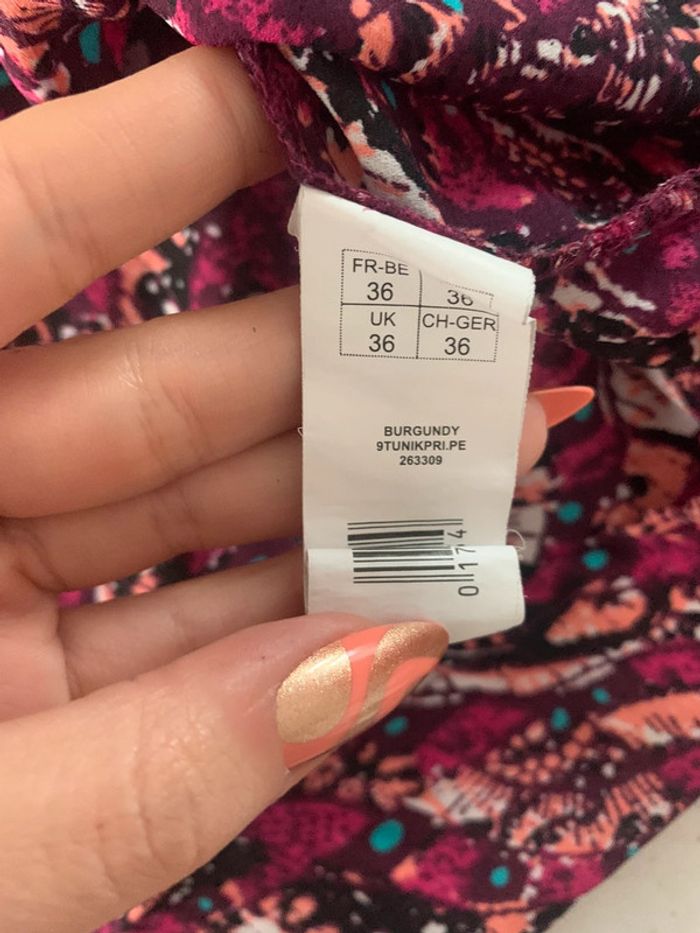 FR-BE
36 36
UK CH-GER
36 36
BURGUNDY
9TUNIKPRI.PE
263309
0174